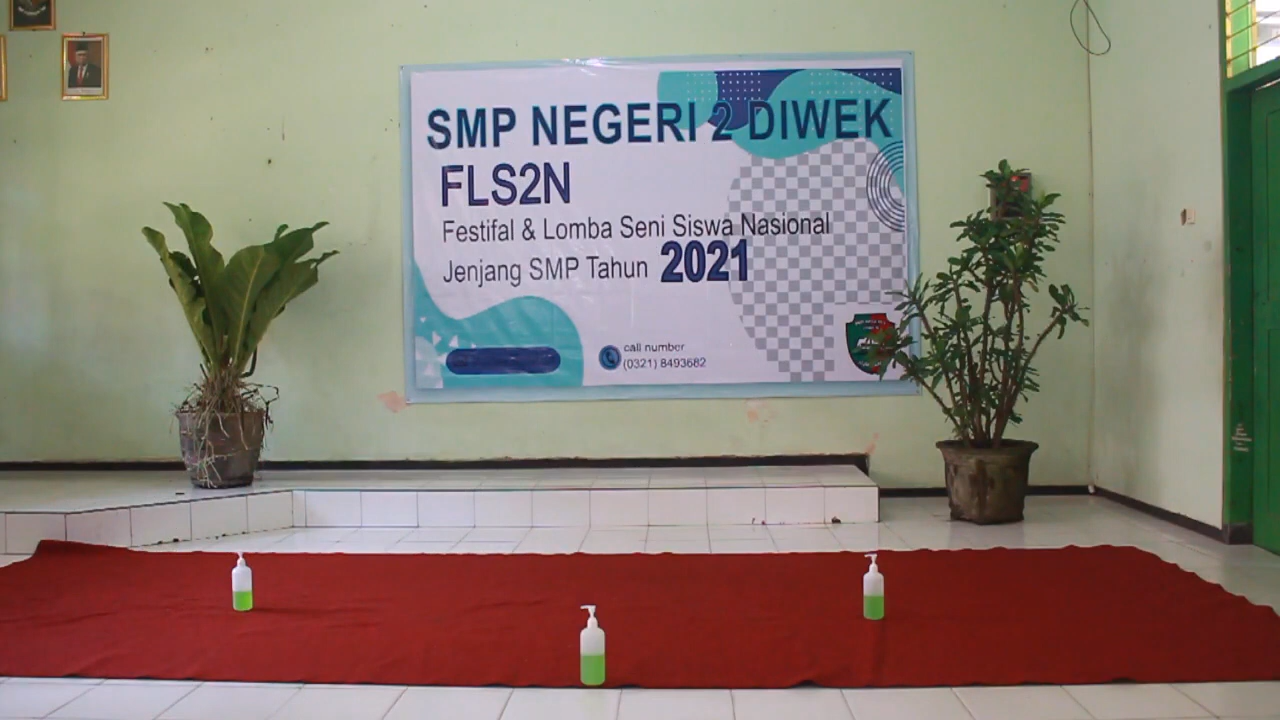 SMP NEGERI 2 DIWEK
FLS2N
Festifal & Lomba Seni Siswa Nasional
Jenjang SMP Tahun 2021
call number
(0321) 8493682